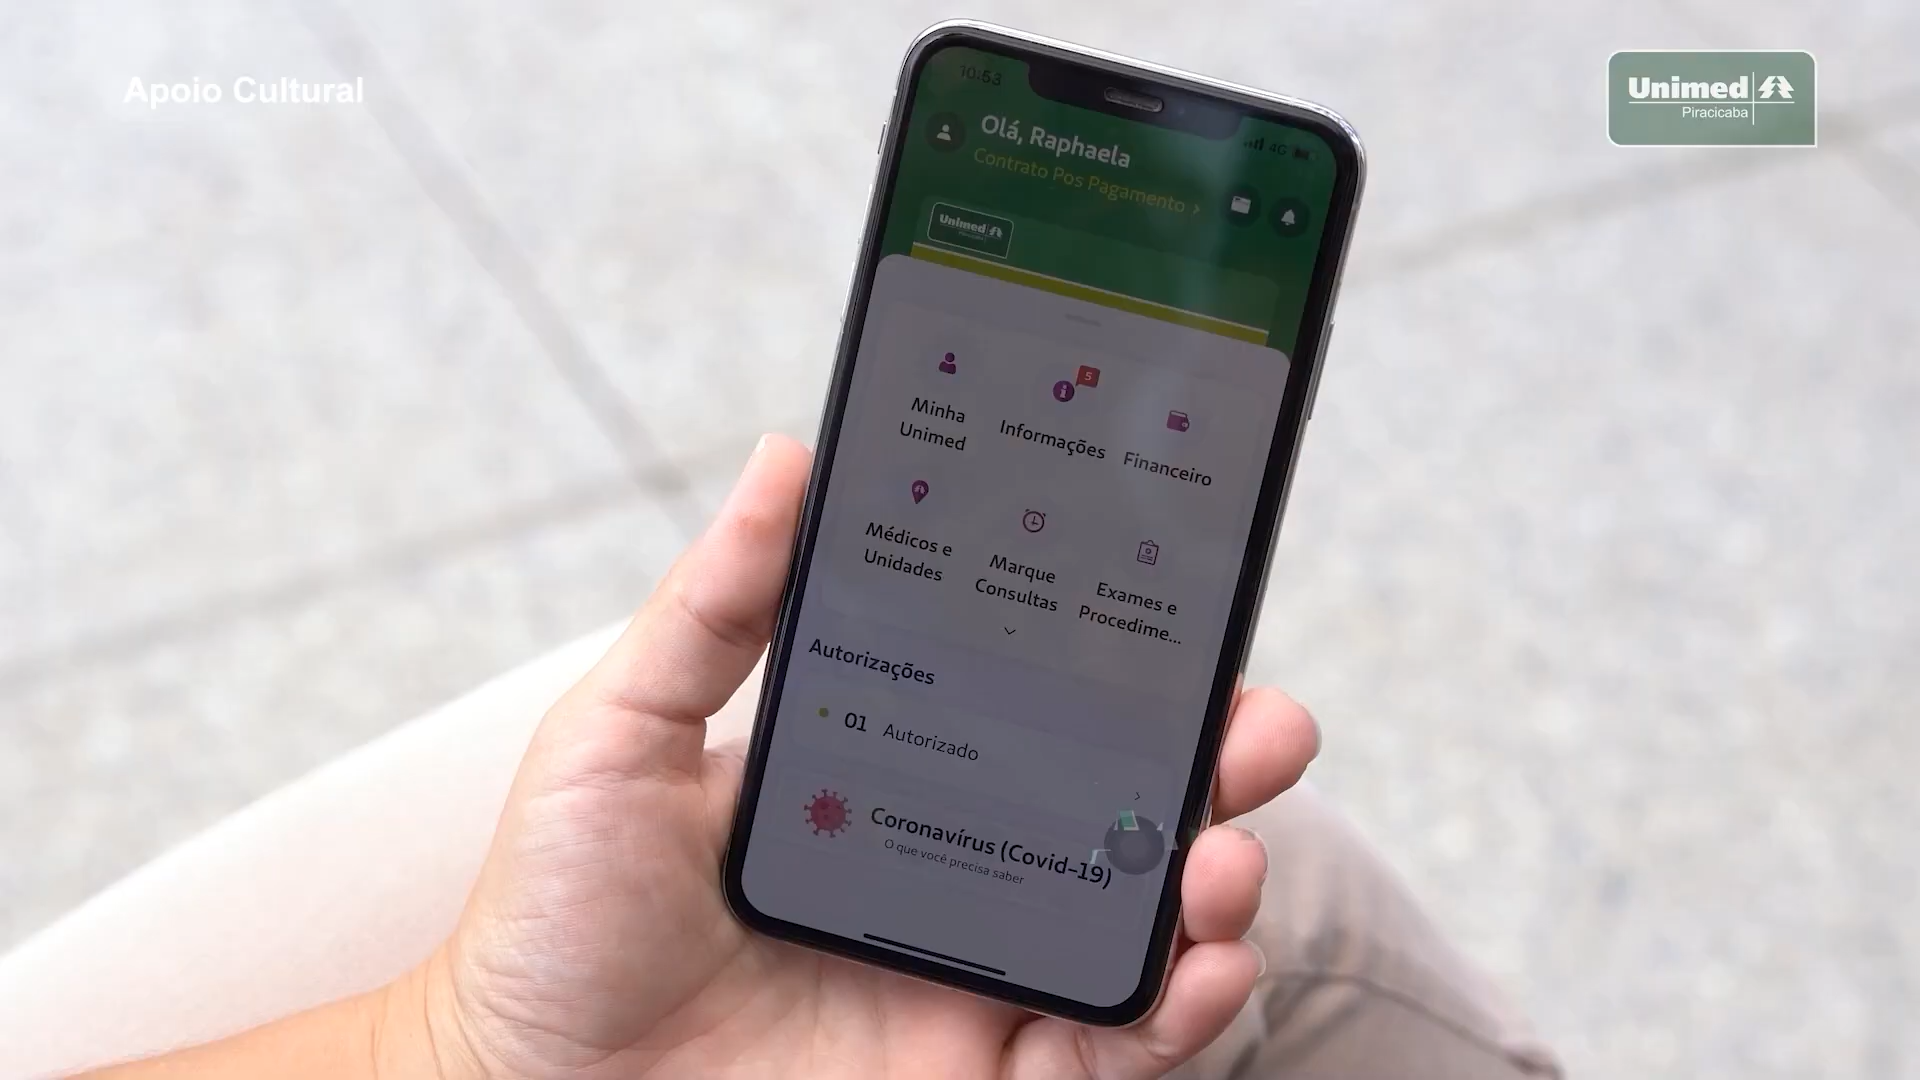 Apoio Cultural
Unimed
Piracicaba
10:53
4G
Olá, Raphaela
Contrato Pos Pagamento
Unimed
5
Minha
Unimed
Informações
Financeiro
Médicos e
Unidades
Marque
Consultas
Exames e
Procedime...
Autorizações
01 Autorizado
Coronavírus (Covid-19)
O que você precisa saber